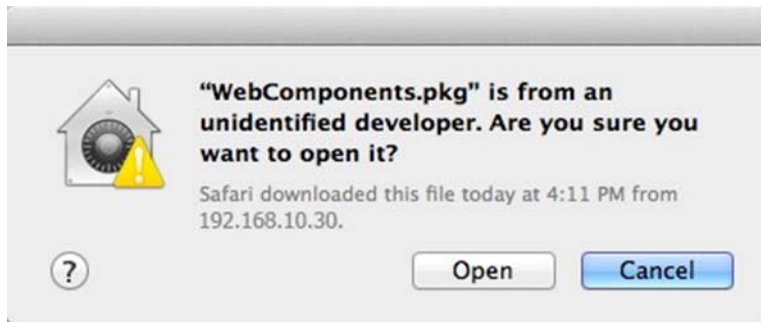 “WebComponents.pkg” is from an
unidentified developer. Are you sure you
want to open it?
Safari downloaded this file today at 4:11 PM from
192.168.10.30.
?
Open
Cancel